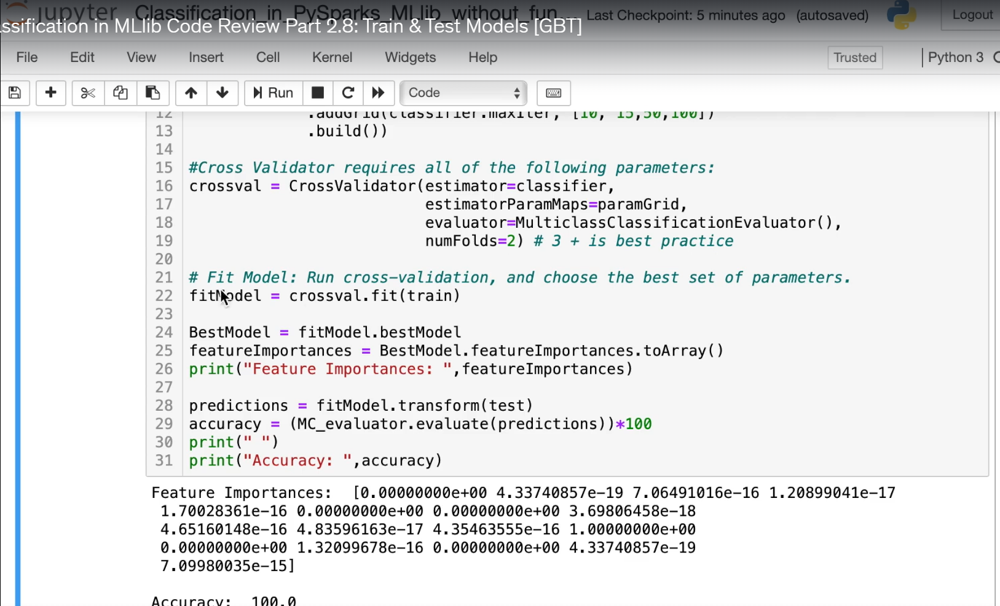 jupyter Classification_in_PySparks_MLlib_without_fun Last Checkpoint: 5 minutes ago (autosaved) Logout
ssification in MLlib Code Review Part 2.8: Train & Test Models [GBT]
File Edit View Insert Cell Kernel Widgets Help Trusted Python 3
Run Code
12 .addGrid(classifier.maxIter, [10, 15,50,100])
13 .build())
14
15 #Cross Validator requires all of the following parameters:
16 crossval = CrossValidator(estimator=classifier,
17 estimatorParamMaps=paramGrid,
18 evaluator=MulticlassClassificationEvaluator(),
19 numFolds=2) # 3 + is best practice
20
21 # Fit Model: Run cross-validation, and choose the best set of parameters.
22 fitModel = crossval.fit(train)
23
24 BestModel = fitModel.bestModel
25 featureImportances = BestModel.featureImportances.toArray()
26 print("Feature Importances: ",featureImportances)
27
28 predictions = fitModel.transform(test)
29 accuracy = (MC_evaluator.evaluate(predictions))*100
30 print(" ")
31 print("Accuracy: ",accuracy)
Feature Importances:  [0.00000000e+00 4.33740857e-19 7.06491016e-16 1.20899041e-17
1.70028361e-16 0.00000000e+00 0.00000000e+00 3.69806458e-18
4.65160148e-16 4.83596163e-17 4.35463555e-16 1.00000000e+00
0.00000000e+00 1.32099678e-16 0.00000000e+00 4.33740857e-19
7.09980035e-15]
Accuracy:  100.0